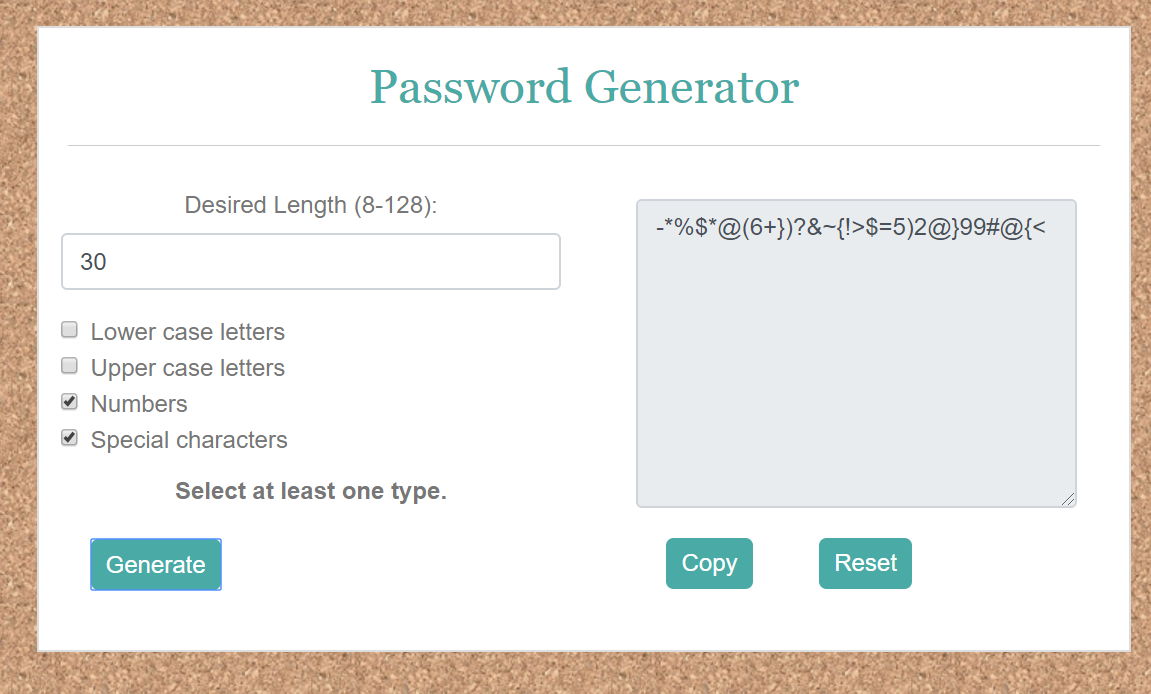 Password Generator
Desired Length (8-128):
30
Lower case letters
Upper case letters
Numbers
Special characters
Select at least one type.
Generate
-*%$*@(6+})?&~{!>$=5)2@}99#@{<
Copy
Reset